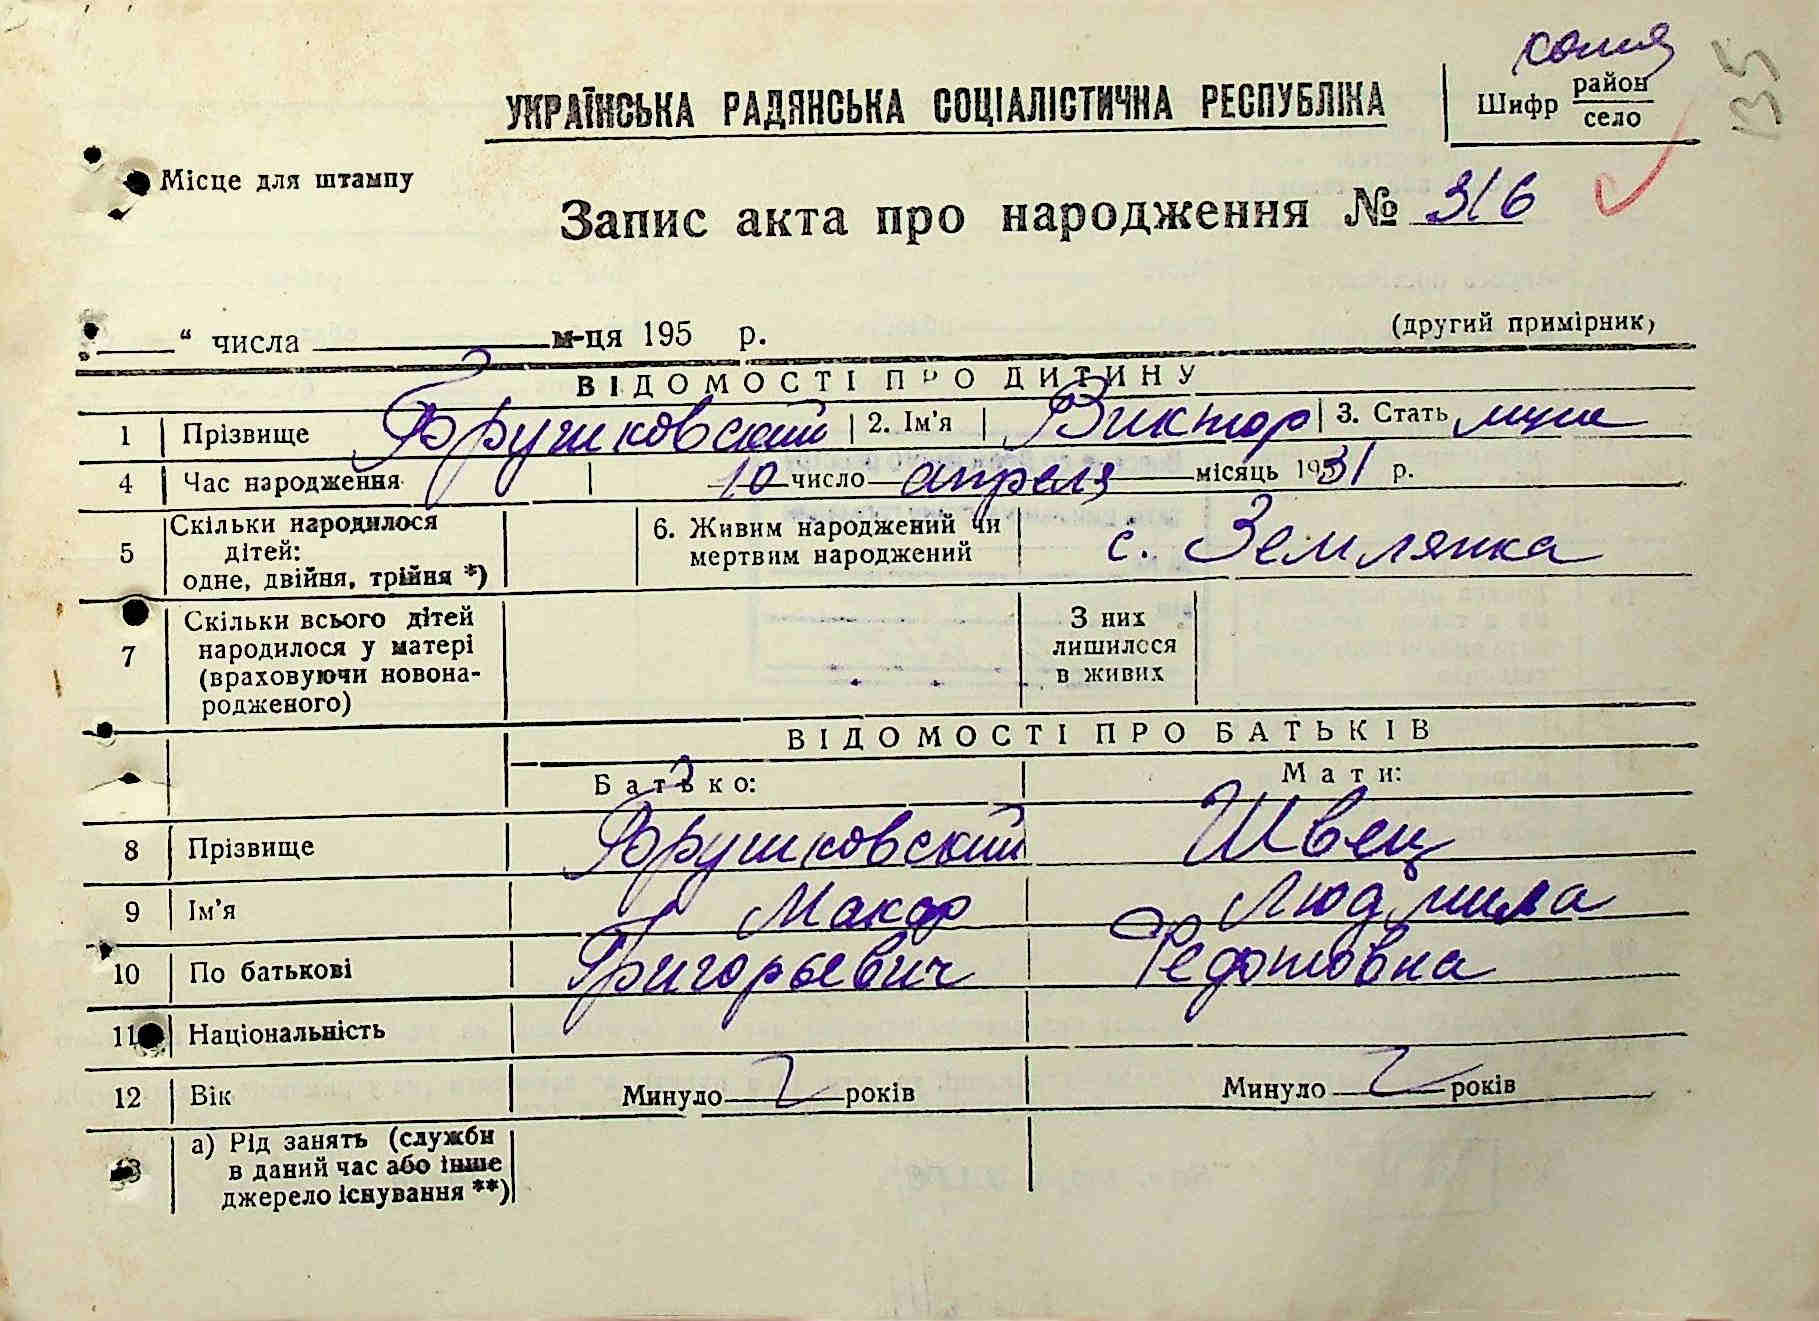 копия
УКРАЇНСЬКА РАДЯНСЬКА СОЦІАЛІСТИЧНА РЕСПУБЛІКА
Шифр район
село
135
Місце для штампу
Запис акта про народження № 316
„ “ числа м-ця 195 р. (другий примірник)
ВІДОМОСТІ ПРО ДИТИНУ
1 Прізвище Брушковский 2. Ім'я Виктор 3. Стать муж
4 Час народження 10 число апреля місяць 1931 р.
5 Скільки народилося дітей: одне, двійня, трійня *) 6. Живим народжений чи мертвим народжений с. Землянка
7 Скільки всього дітей народилося у матері (враховуючи новонародженого) З них лишилося в живих
ВІДОМОСТІ ПРО БАТЬКІВ
Батько: Мати:
8 Прізвище Брушковский Швец
9 Ім'я Макар Людмила
10 По батькові Григорьевич Федотовна
11 Національність
12 Вік Минуло років Минуло років
13 а) Рід занять (служби в даний час або інше джерело існування **)